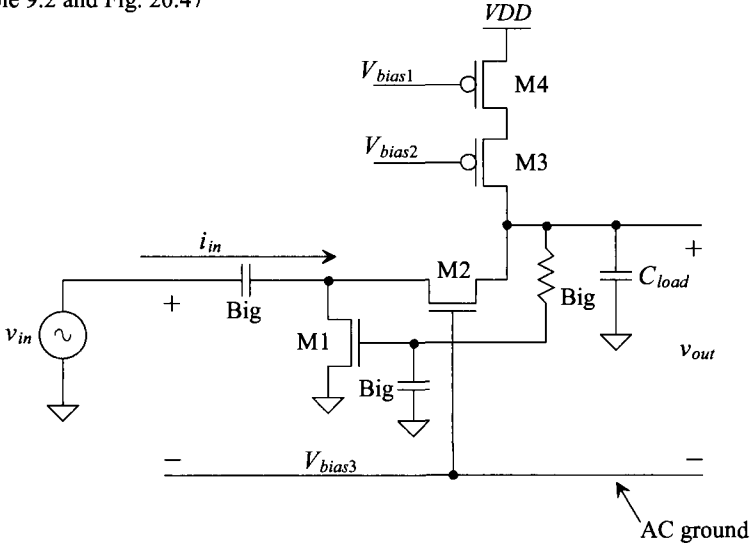 9.2 and Fig. 20.47
VDD
Vbias1
M4
Vbias2
M3
iin
M2
+
+
Big
Big
Cload
vin
M1
vout
Big
−
Vbias3
−
AC ground